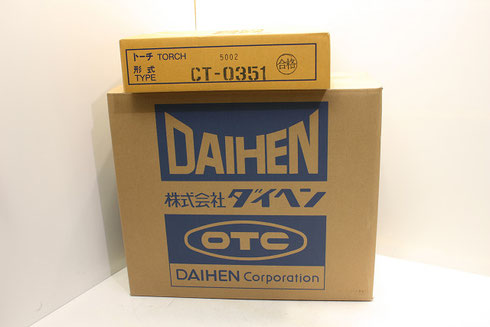 トーチ TORCH 5002
形式 TYPE CT-0351 合格
DAIHEN
株式会社ダイヘン
OTC
DAIHEN Corporation